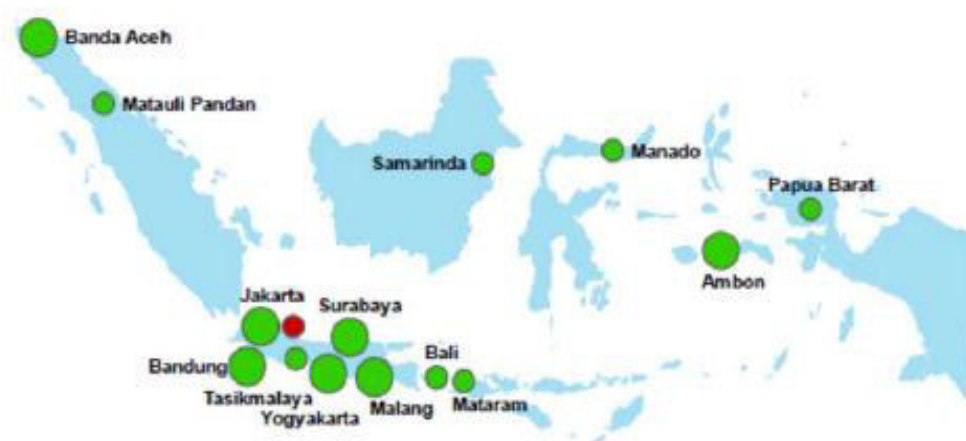 Banda Aceh
Matauli Pandan
Samarinda
Manado
Papua Barat
Ambon
Jakarta
Surabaya
Bandung
Bali
Tasikmalaya
Yogyakarta
Malang
Mataram